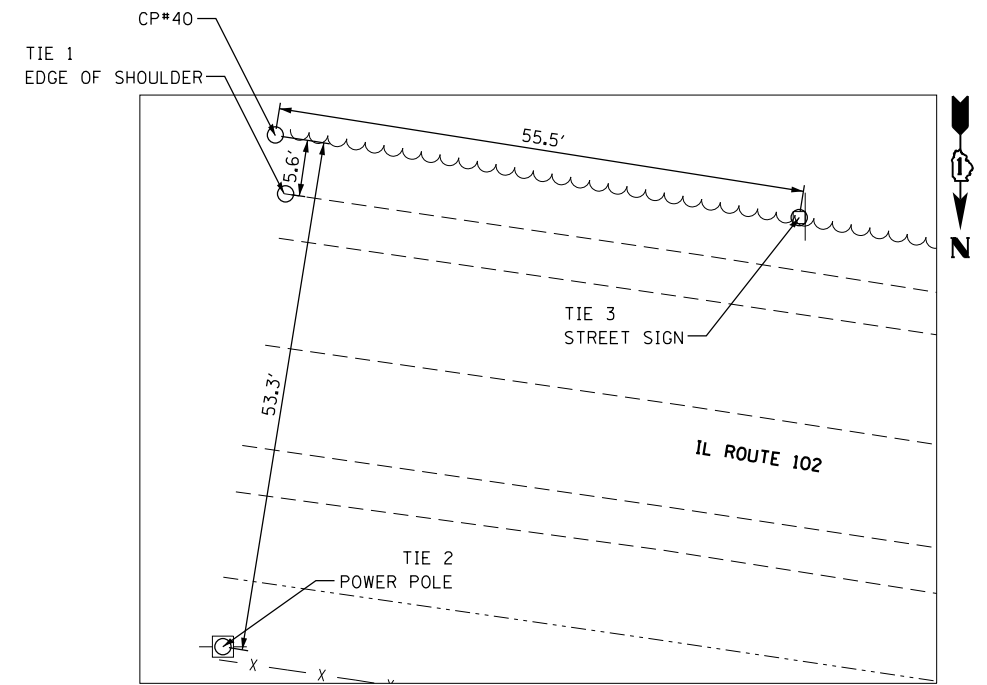 CP#40
TIE 1
EDGE OF SHOULDER
55.5'
5.6'
1
N
TIE 3
STREET SIGN
53.3'
IL ROUTE 102
TIE 2
POWER POLE
X
X
X